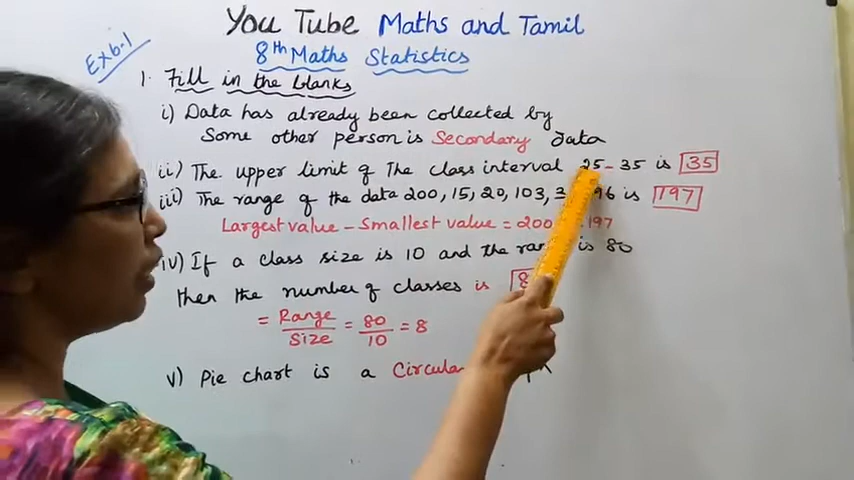 You Tube Maths and Tamil
Ex 6.1
8th Maths Statistics
1. Fill in the blanks
i) Data has already been collected by
Some other person is Secondary data
ii) The upper limit of The class interval 25-35 is 35
iii) The range of the data 200, 15, 20, 103, 3 196 is 197
Largest value - Smallest value = 200 197
iv) If a class size is 10 and the is 80
then the number of classes is
= Range/Size = 80/10 = 8
v) Pie chart is a Circular